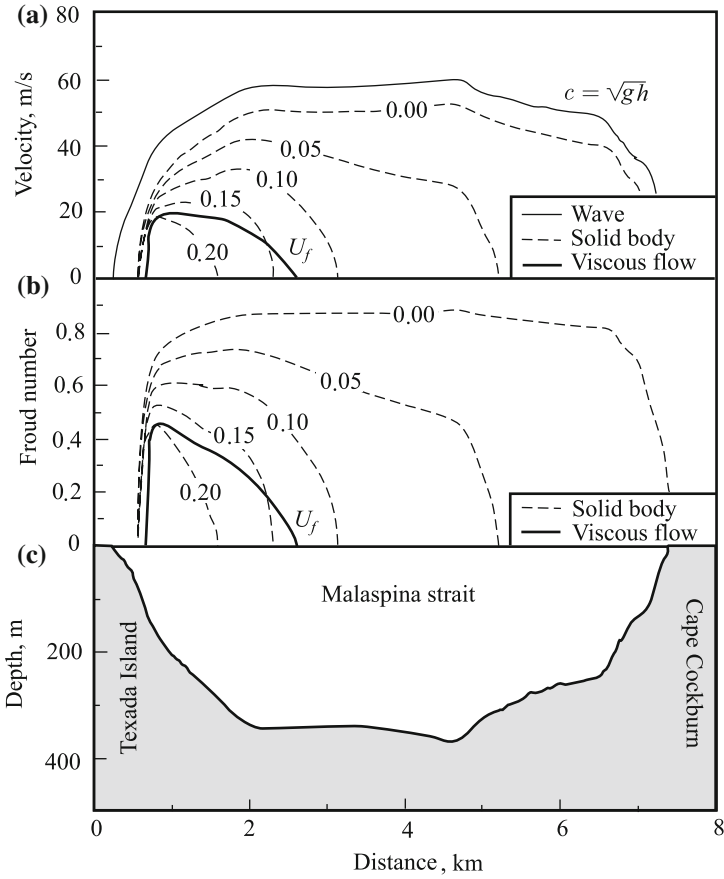 (a)
80
60
40
20
0
Velocity, m/s
c = √gh
0.00
0.05
0.10
0.15
0.20
U_f
Wave
Solid body
Viscous flow
(b)
0.8
0.6
0.4
0.2
0
Froud number
0.00
0.05
0.10
0.15
0.20
U_f
Solid body
Viscous flow
(c)
200
400
Depth, m
Malaspina strait
Texada Island
Cape Cockburn
0 2 4 6 8
Distance, km